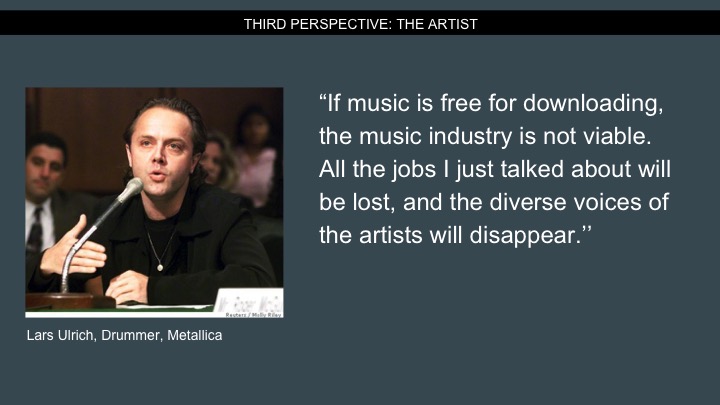 THIRD PERSPECTIVE: THE ARTIST
“If music is free for downloading,
the music industry is not viable.
All the jobs I just talked about will
be lost, and the diverse voices of
the artists will disappear.’’
Reuters / Molly Riley
Lars Ulrich, Drummer, Metallica